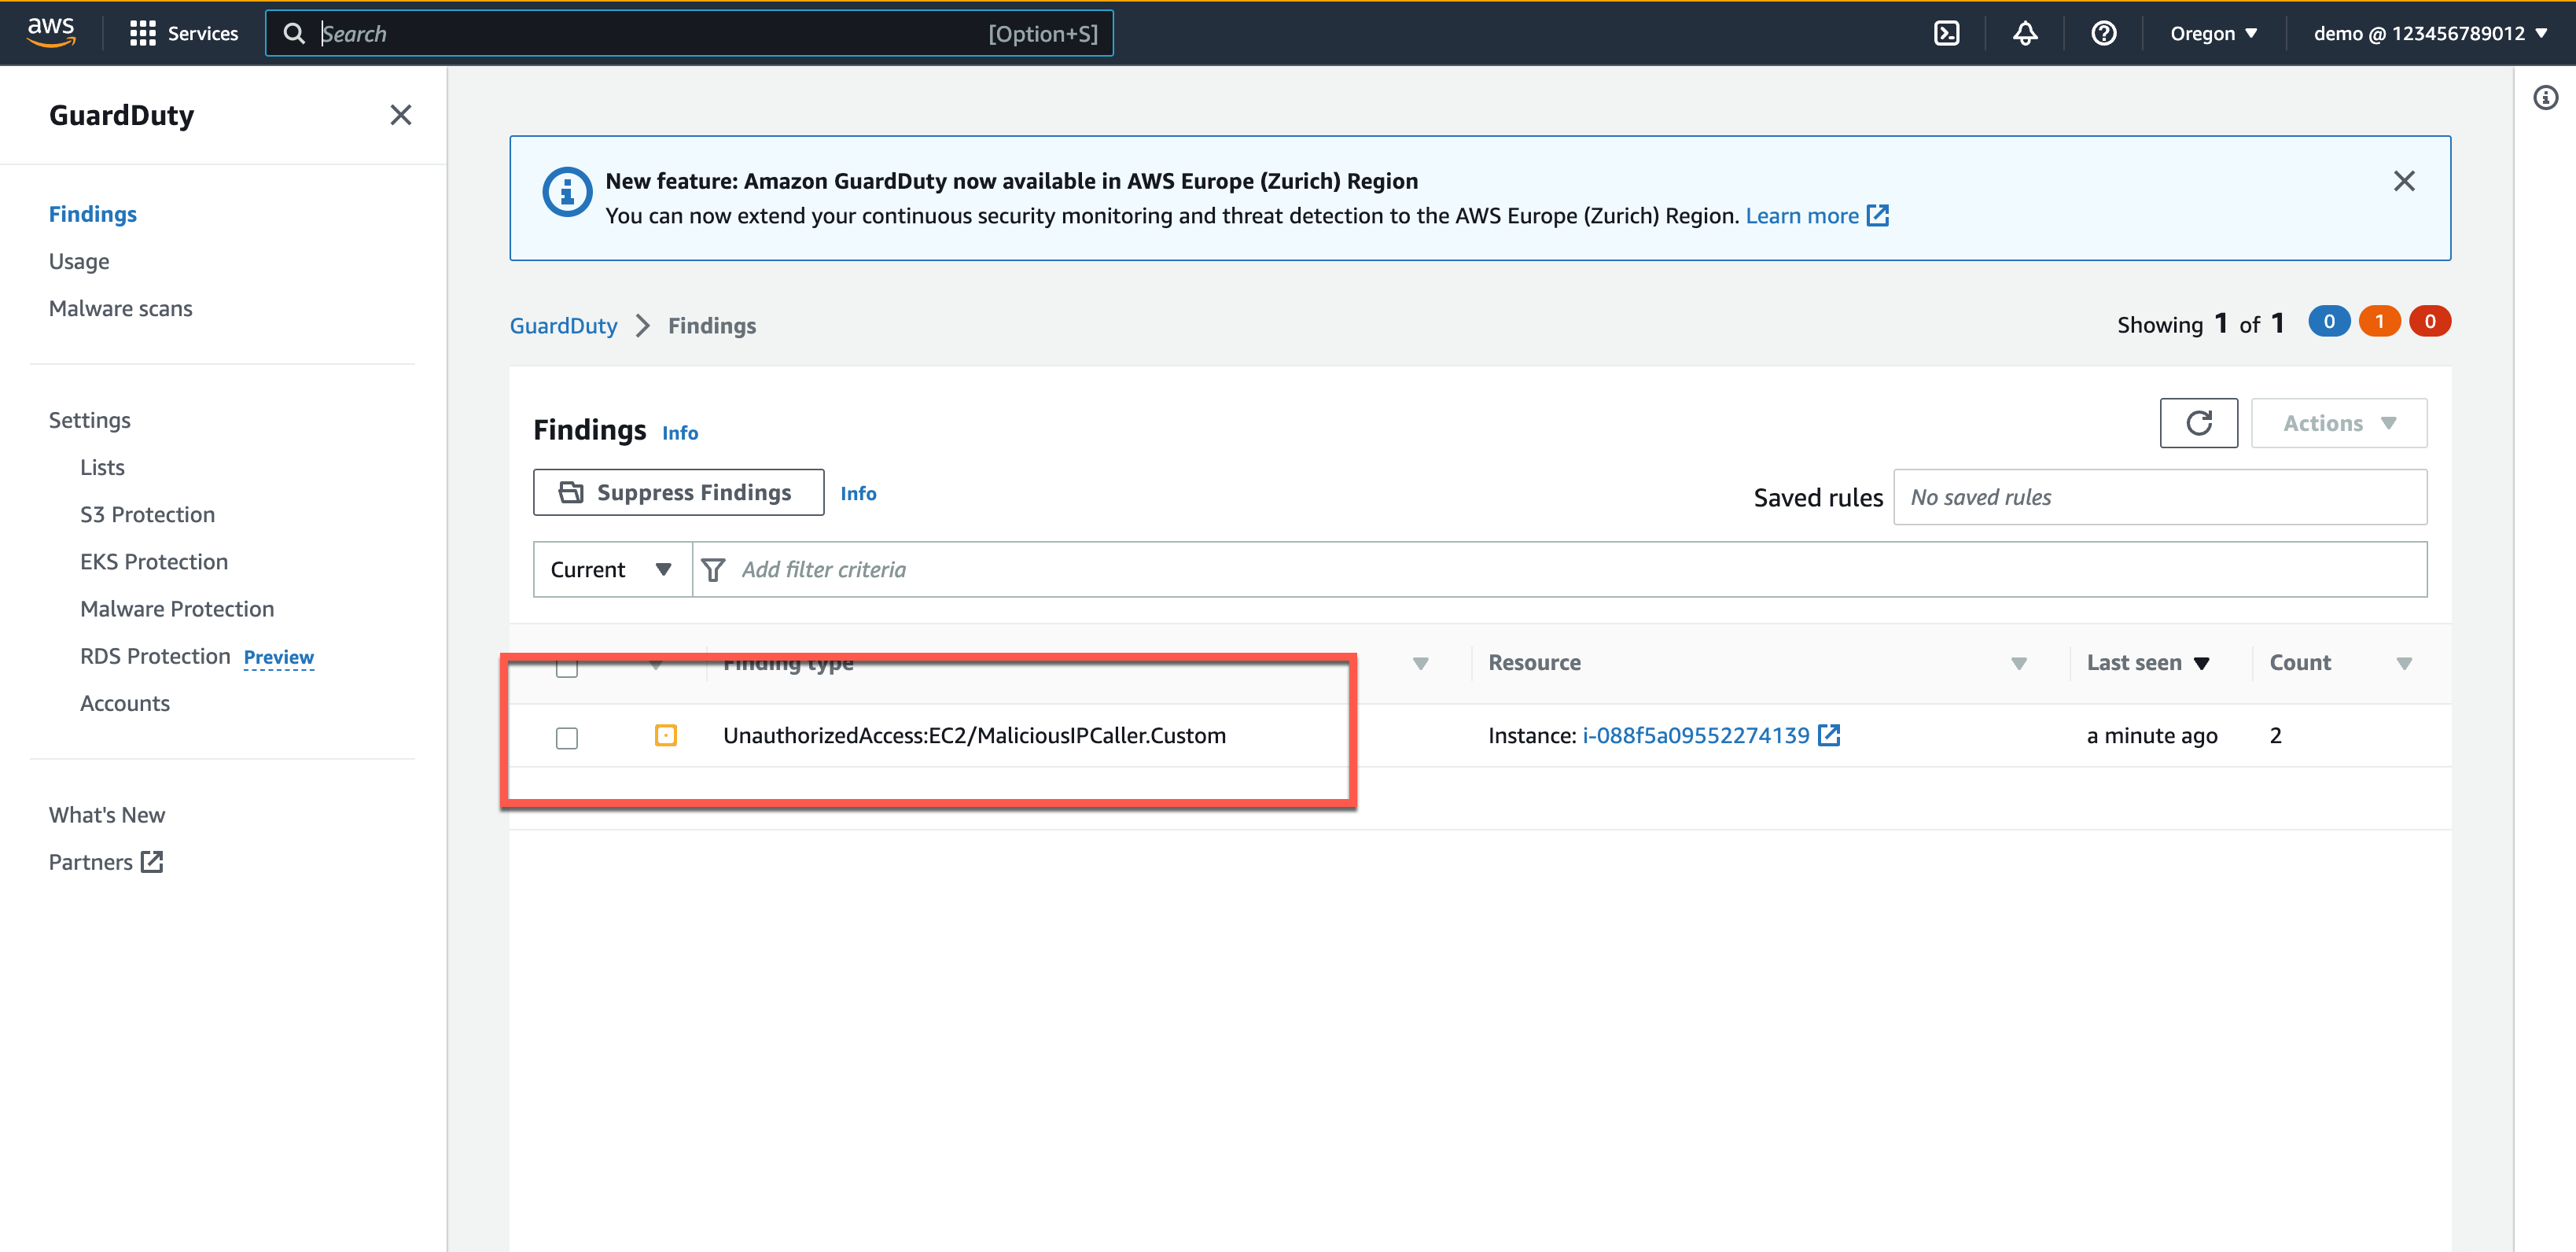 aws
Services
Search
[Option+S]
Oregon
demo @ 123456789012
GuardDuty
Findings
Usage
Malware scans
Settings
Lists
S3 Protection
EKS Protection
Malware Protection
RDS Protection Preview
Accounts
What's New
Partners
New feature: Amazon GuardDuty now available in AWS Europe (Zurich) Region
You can now extend your continuous security monitoring and threat detection to the AWS Europe (Zurich) Region. Learn more
GuardDuty > Findings
Showing 1 of 1 0 1 0
Findings Info
Actions
Suppress Findings Info
Saved rules No saved rules
Current Add filter criteria
Finding type Resource Last seen Count
UnauthorizedAccess:EC2/MaliciousIPCaller.Custom Instance: i-088f5a09552274139 a minute ago 2